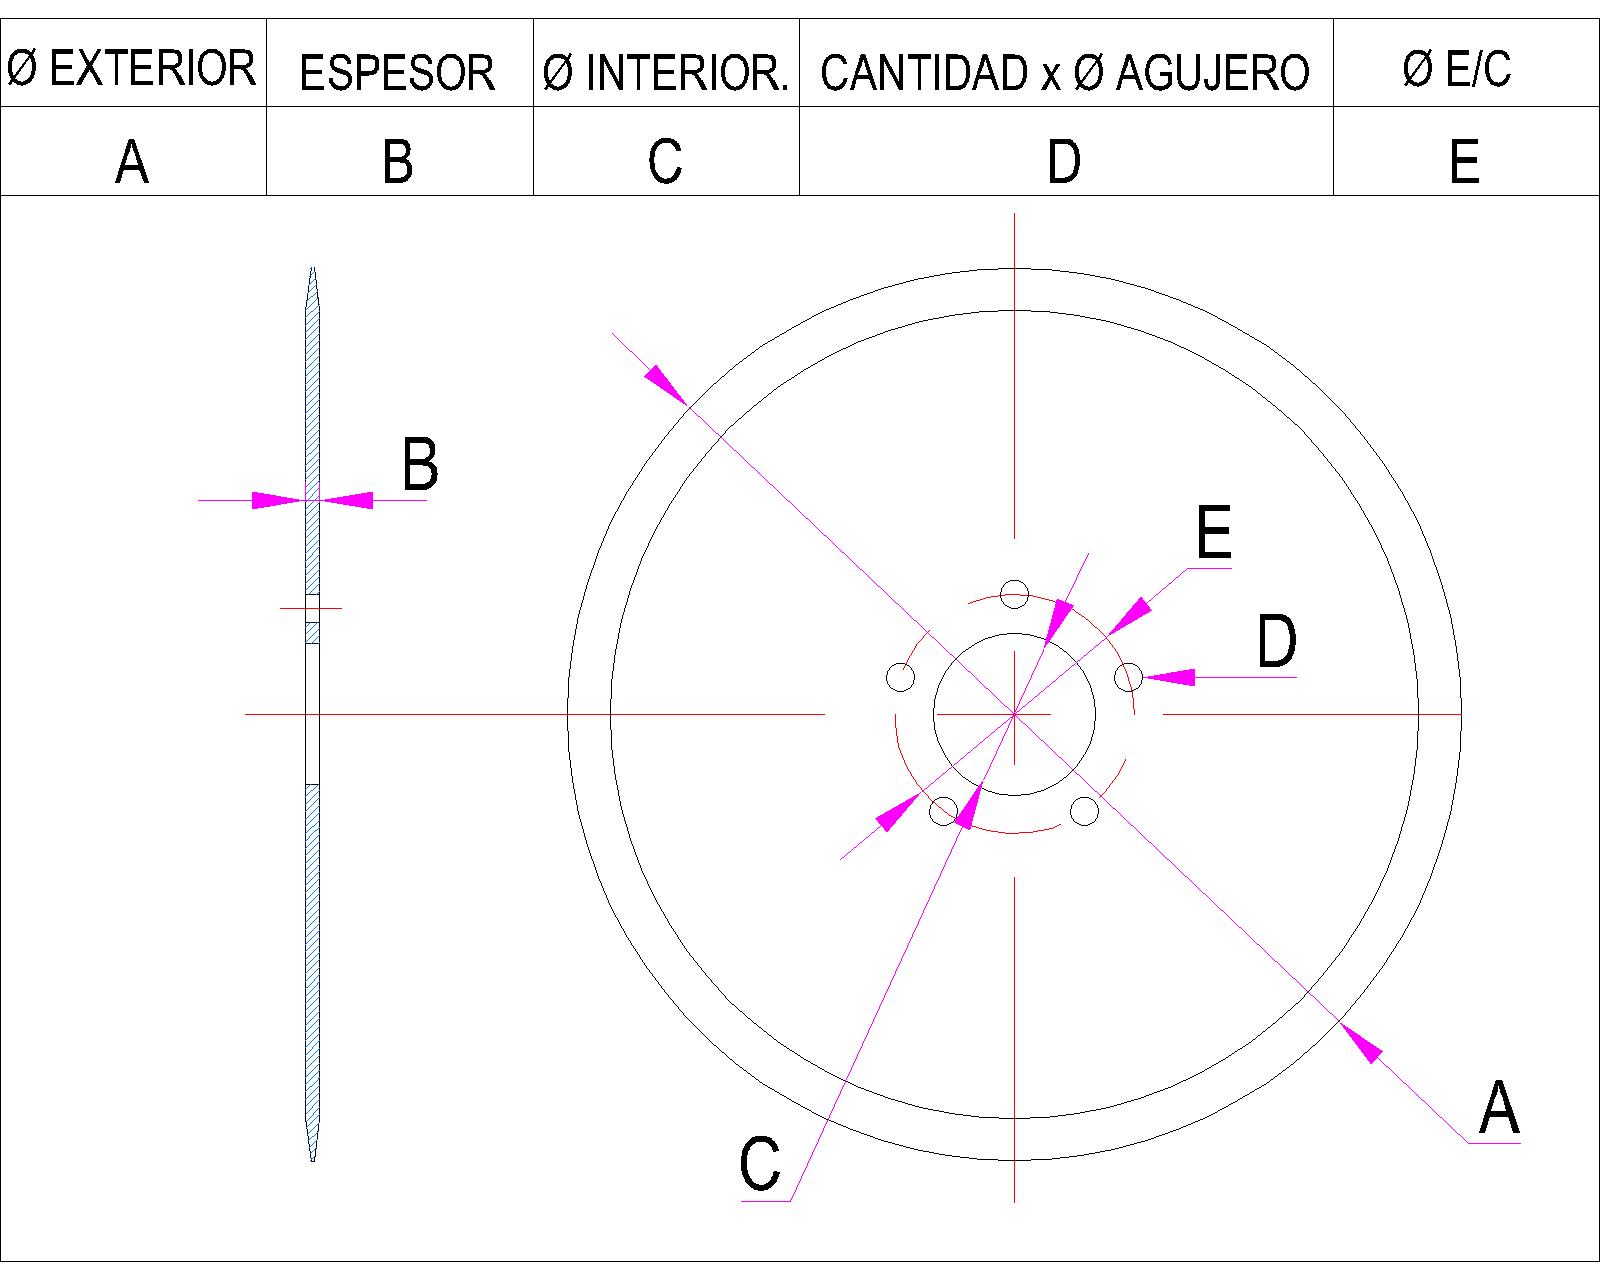 Ø EXTERIOR ESPESOR Ø INTERIOR. CANTIDAD x Ø AGUJERO Ø E/C
A B C D E
B
E
D
A
C